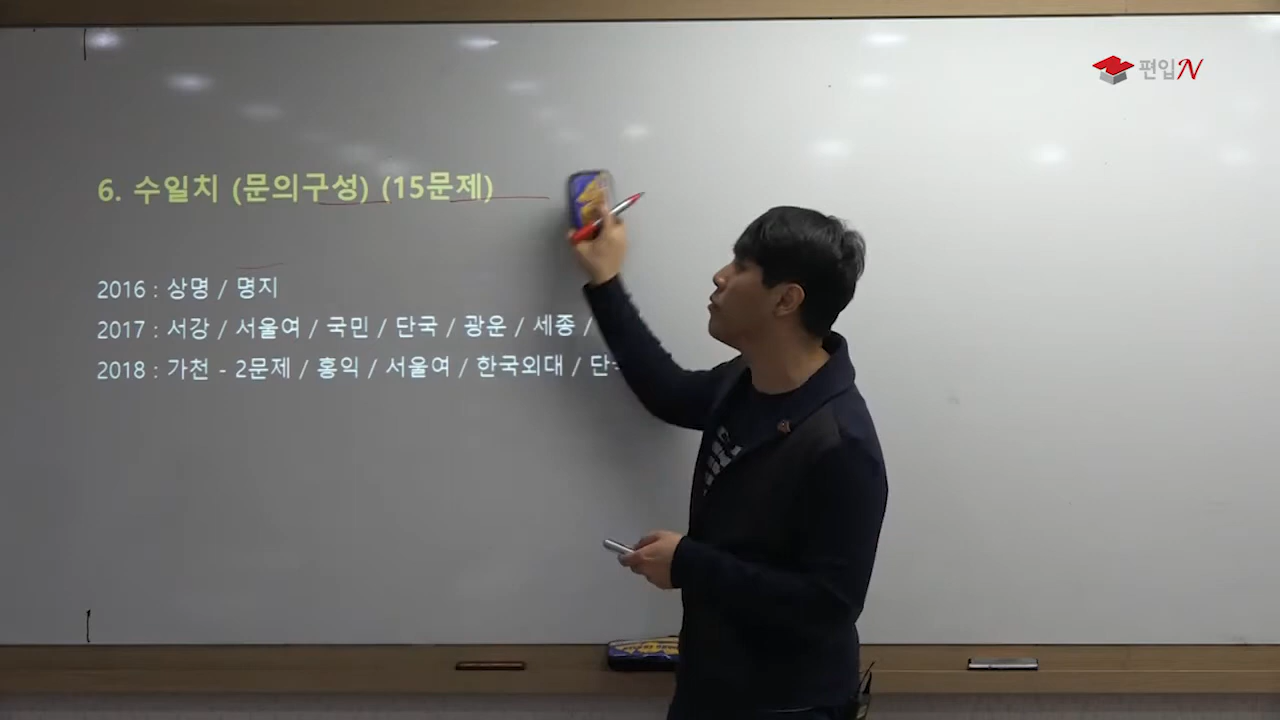 편입N
6. 수일치 (문의구성) (15문제)
2016 : 상명 / 명지
2017 : 서강 / 서울여 / 국민 / 단국 / 광운 / 세종 /
2018 : 가천 - 2문제 / 홍익 / 서울여 / 한국외대 /